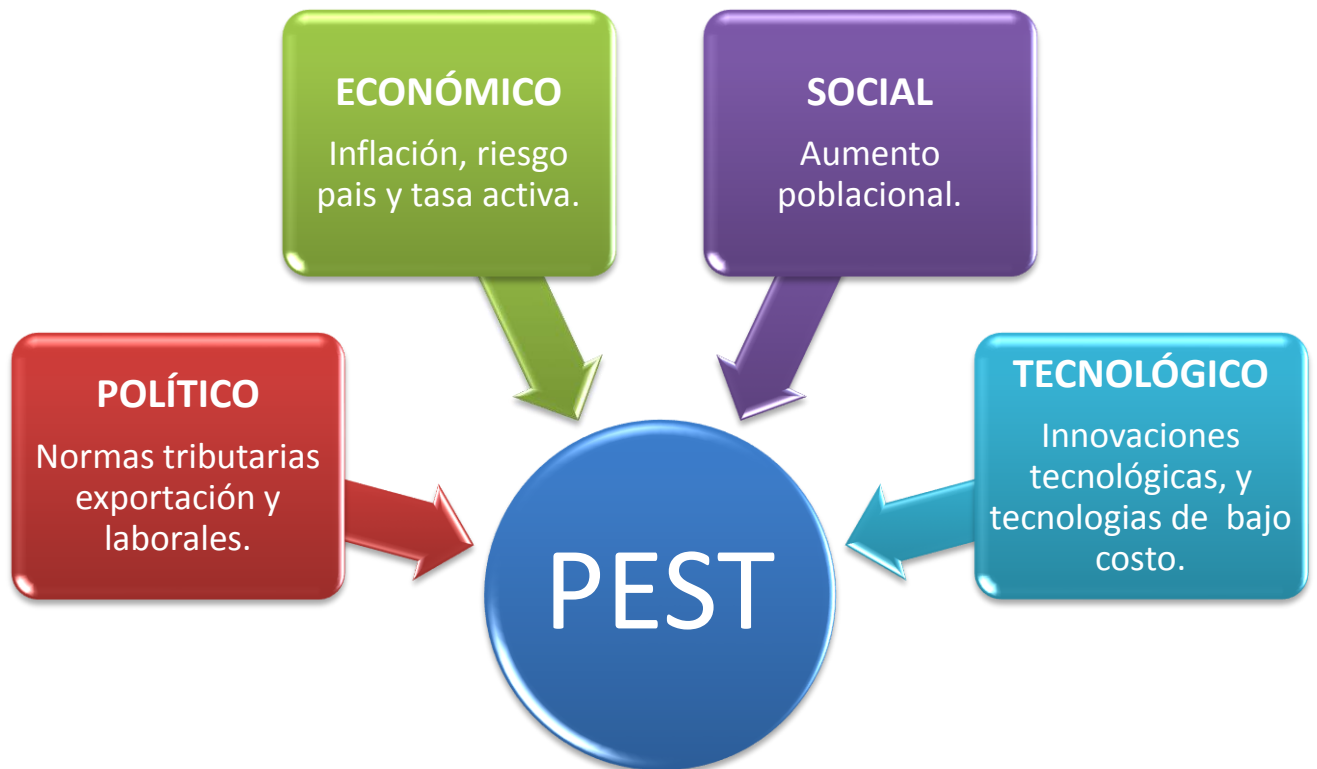 ECONÓMICO
Inflación, riesgo
pais y tasa activa.
SOCIAL
Aumento
poblacional.
POLÍTICO
Normas tributarias
exportación y
laborales.
TECNOLÓGICO
Innovaciones
tecnológicas, y
tecnologias de bajo
costo.
PEST